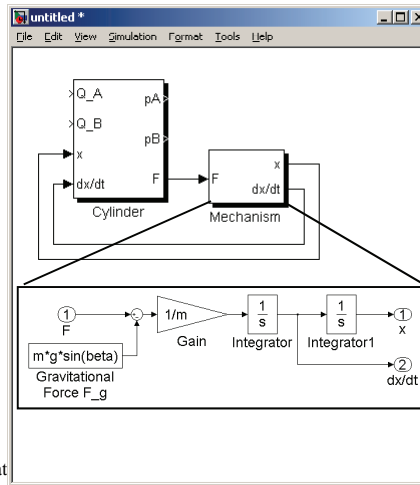 untitled *
File Edit View Simulation Format Tools Help
Q_A
Q_B
x
dx/dt
pA
pB
F
Cylinder
F
x
dx/dt
Mechanism
1
F
m*g*sin(beta)
Gravitational
Force F_g
1/m
Gain
1
s
Integrator
1
s
Integrator1
1
x
2
dx/dt